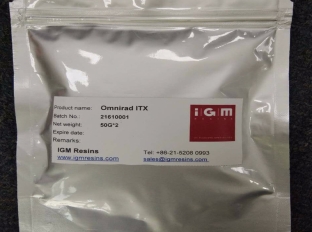 Product name: Omnirad ITX
Batch No.: 21610001
Net weight: 50G*2
Expire date:
Remarks:
IGM Resins
Tel: +86-21-5208 0993
www.igmresins.com
sales@igmresins.com
iGm